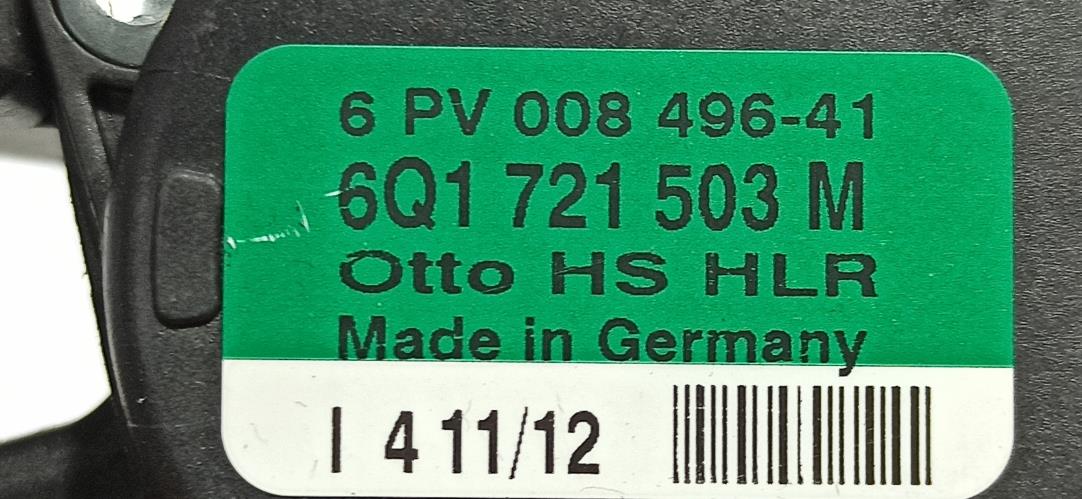 6 PV 008 496-41
6Q1 721 503 M
Otto HS HLR
Made in Germany
I 4 11/12